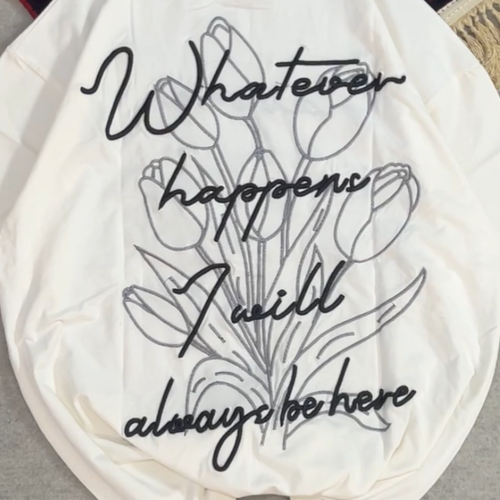 Whatever
happens
I will
always be here